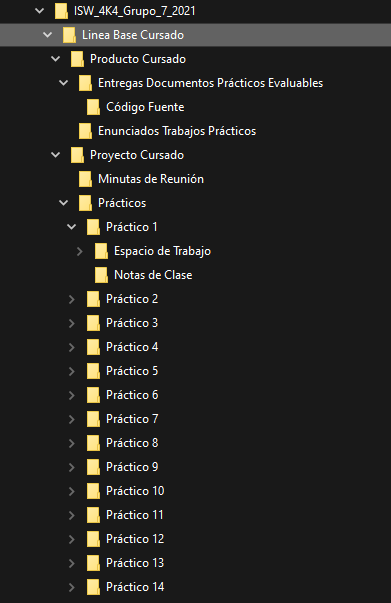 ISW_4K4_Grupo_7_2021
Linea Base Cursado
Producto Cursado
Entregas Documentos Prácticos Evaluables
Código Fuente
Enunciados Trabajos Prácticos
Proyecto Cursado
Minutas de Reunión
Prácticos
Práctico 1
Espacio de Trabajo
Notas de Clase
Práctico 2
Práctico 3
Práctico 4
Práctico 5
Práctico 6
Práctico 7
Práctico 8
Práctico 9
Práctico 10
Práctico 11
Práctico 12
Práctico 13
Práctico 14